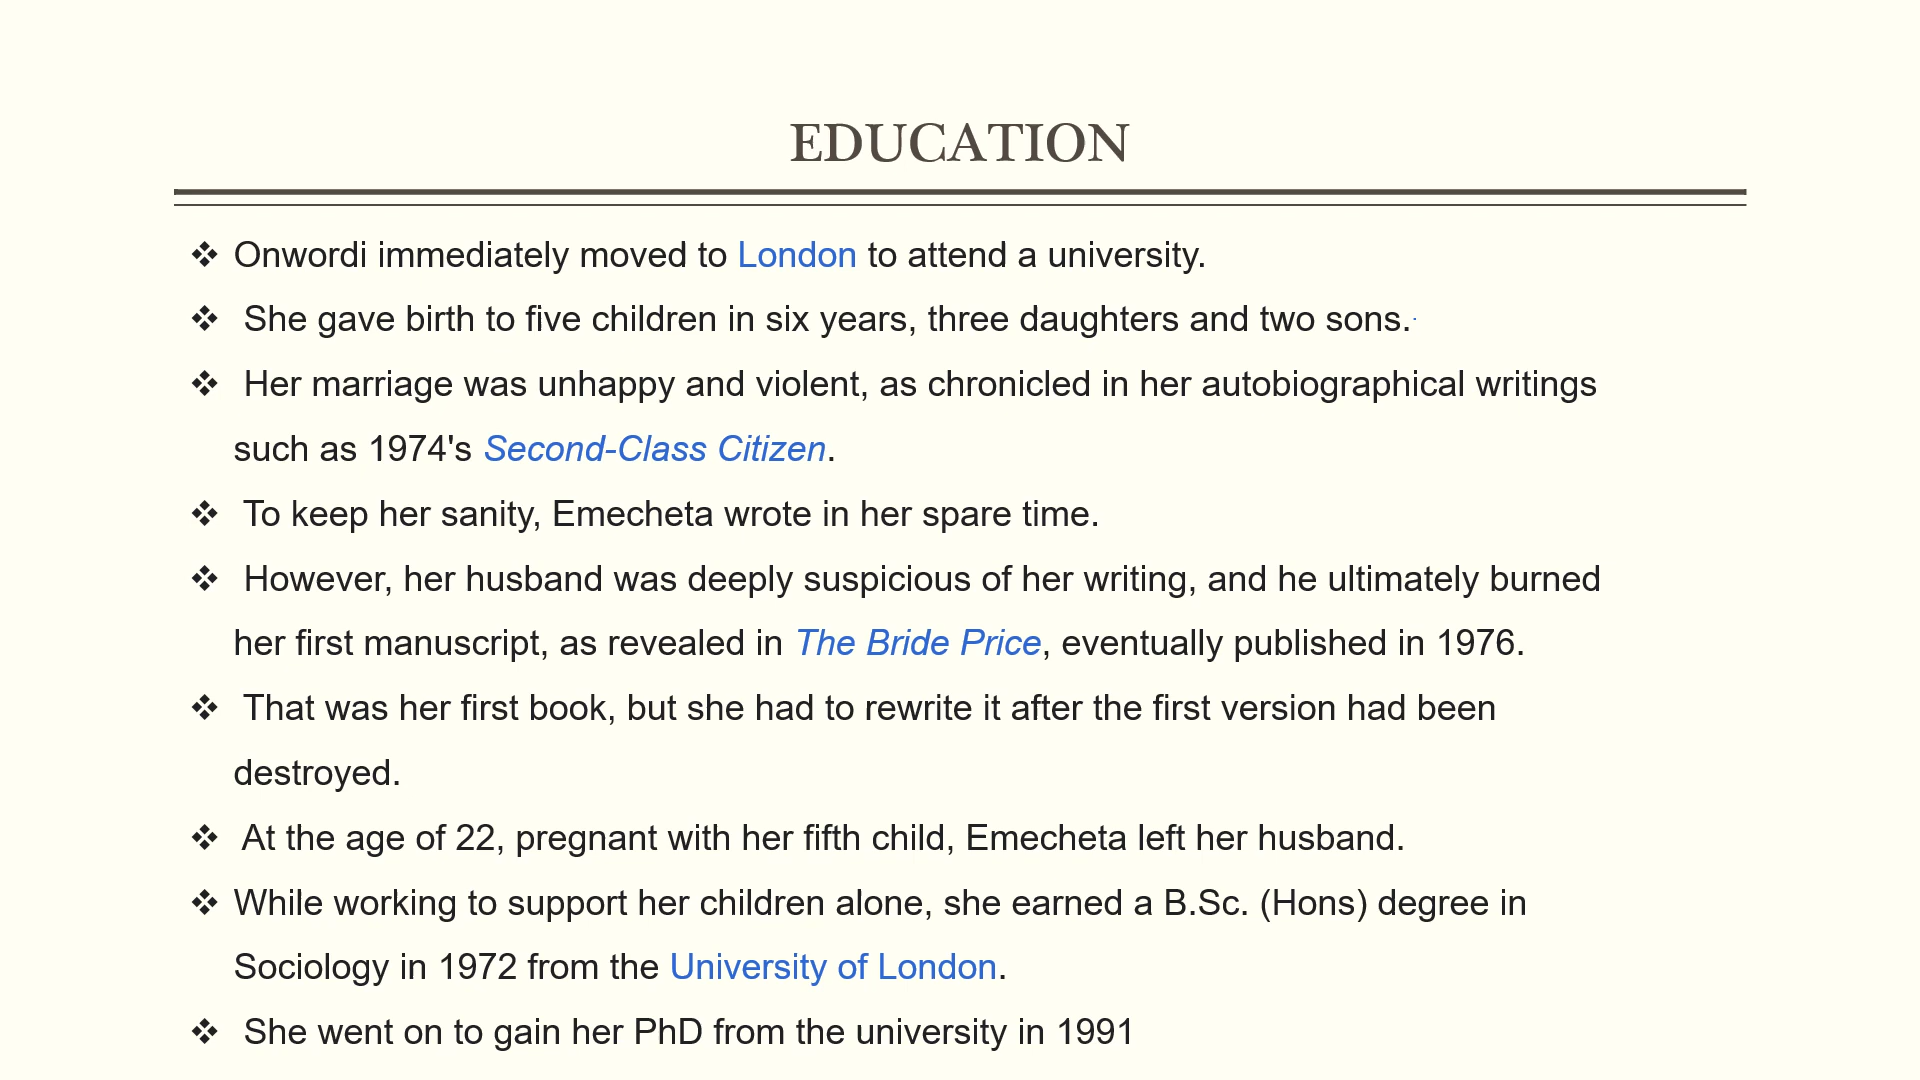 EDUCATION
❖ Onwordi immediately moved to London to attend a university.
❖ She gave birth to five children in six years, three daughters and two sons.
❖ Her marriage was unhappy and violent, as chronicled in her autobiographical writings
such as 1974's Second-Class Citizen.
❖ To keep her sanity, Emecheta wrote in her spare time.
❖ However, her husband was deeply suspicious of her writing, and he ultimately burned
her first manuscript, as revealed in The Bride Price, eventually published in 1976.
❖ That was her first book, but she had to rewrite it after the first version had been
destroyed.
❖ At the age of 22, pregnant with her fifth child, Emecheta left her husband.
❖ While working to support her children alone, she earned a B.Sc. (Hons) degree in
Sociology in 1972 from the University of London.
❖ She went on to gain her PhD from the university in 1991